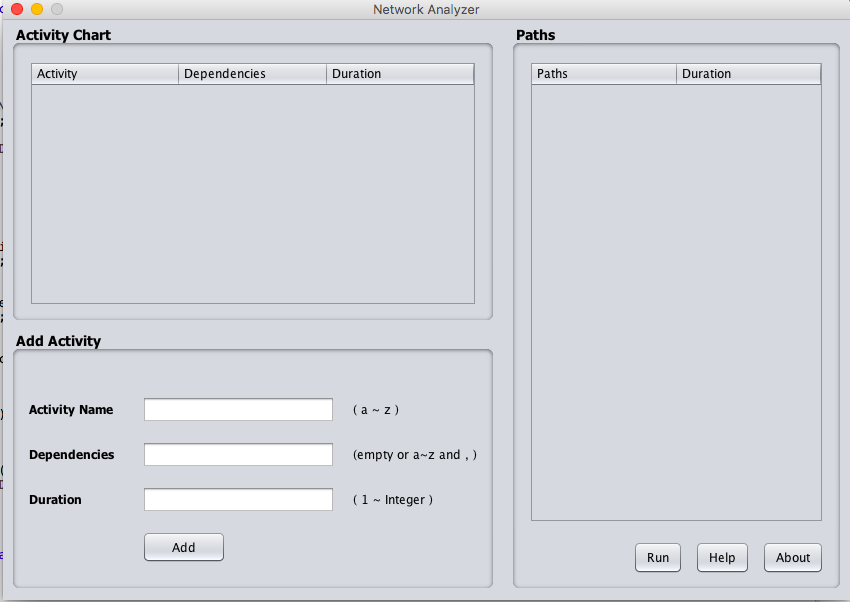 Network Analyzer
Activity Chart
Activity Dependencies Duration
Add Activity
Activity Name ( a ~ z )
Dependencies (empty or a~z and , )
Duration ( 1 ~ Integer )
Add
Paths
Paths Duration
Run Help About